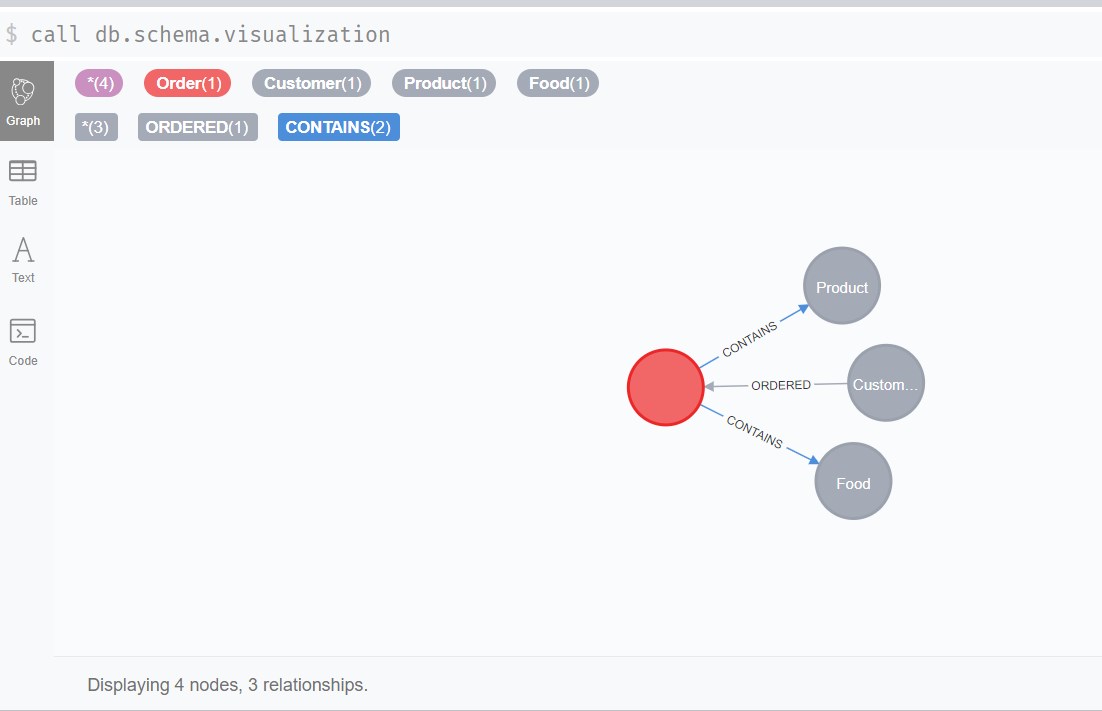 $ call db.schema.visualization
*(4) Order(1) Customer(1) Product(1) Food(1)
*(3) ORDERED(1) CONTAINS(2)
Graph
Table
Text
Code
Product
CONTAINS
ORDERED
Custom...
CONTAINS
Food
Displaying 4 nodes, 3 relationships.